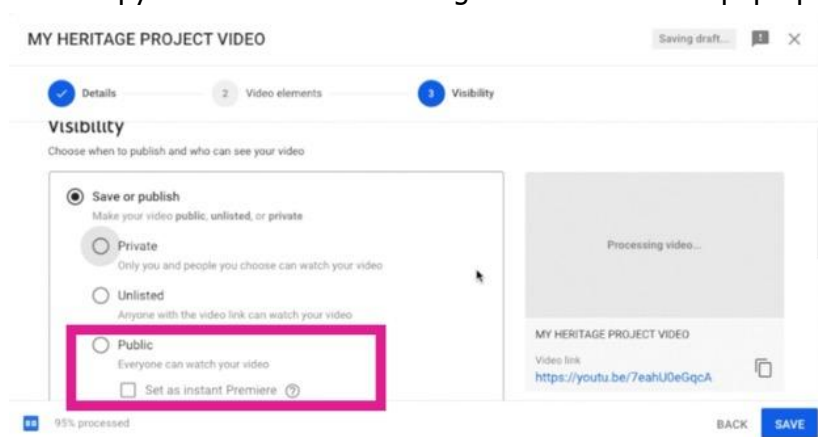 MY HERITAGE PROJECT VIDEO
Saving draft...
Details
2 Video elements
3 Visibility
Visibility
Choose when to publish and who can see your video
Save or publish
Make your video public, unlisted, or private
Private
Only you and people you choose can watch your video
Unlisted
Anyone with the video link can watch your video
Public
Everyone can watch your video
Set as instant Premiere ?
Processing video...
MY HERITAGE PROJECT VIDEO
Video link
https://youtu.be/7eahU0eGqcA
95% processed
BACK
SAVE